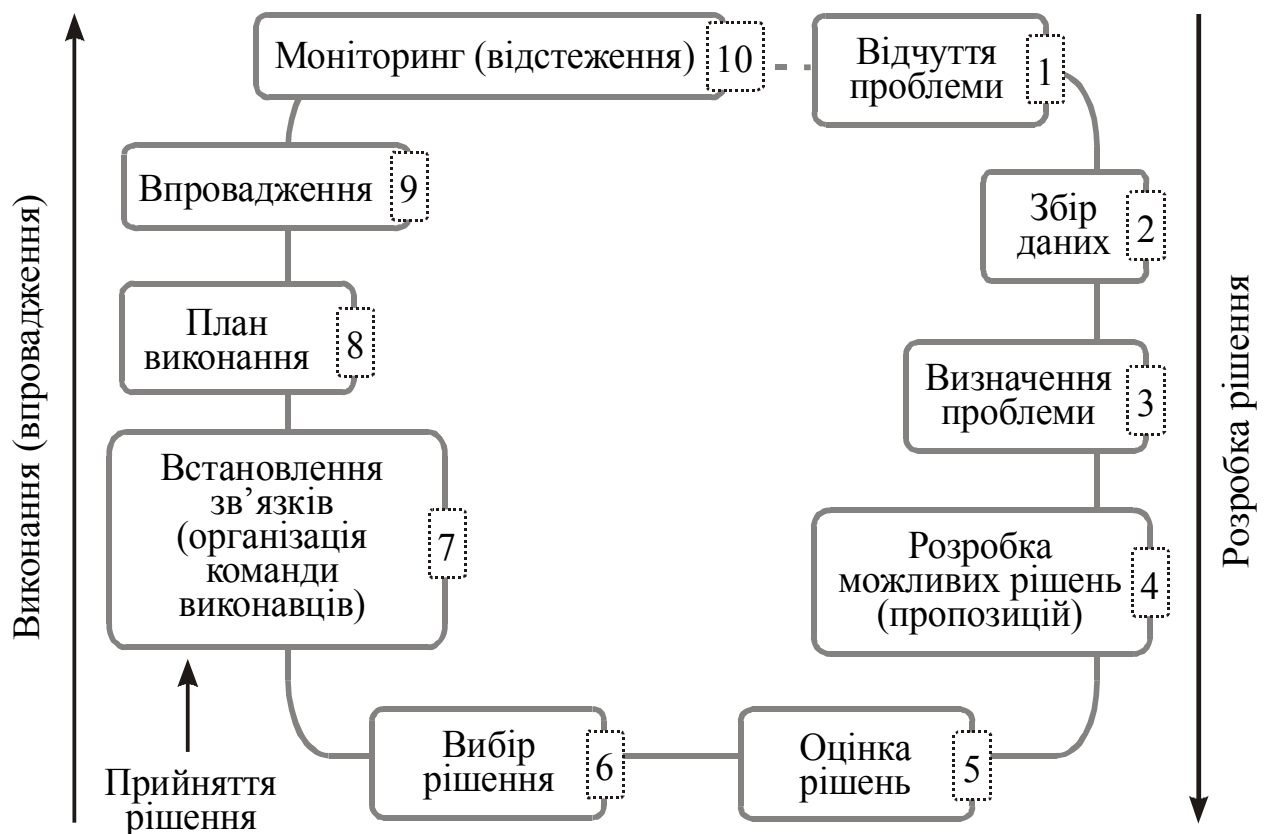 Моніторинг (відстеження)
10
Відчуття
проблеми
1
Збір
даних
2
Визначення
проблеми
3
Розробка
можливих рішень
(пропозицій)
4
Оцінка
рішень
5
Вибір
рішення
6
Встановлення
зв’язків
(організація
команди
виконавців)
7
План
виконання
8
Впровадження
9
Прийняття
рішення
Виконання (впровадження)
Розробка рішення